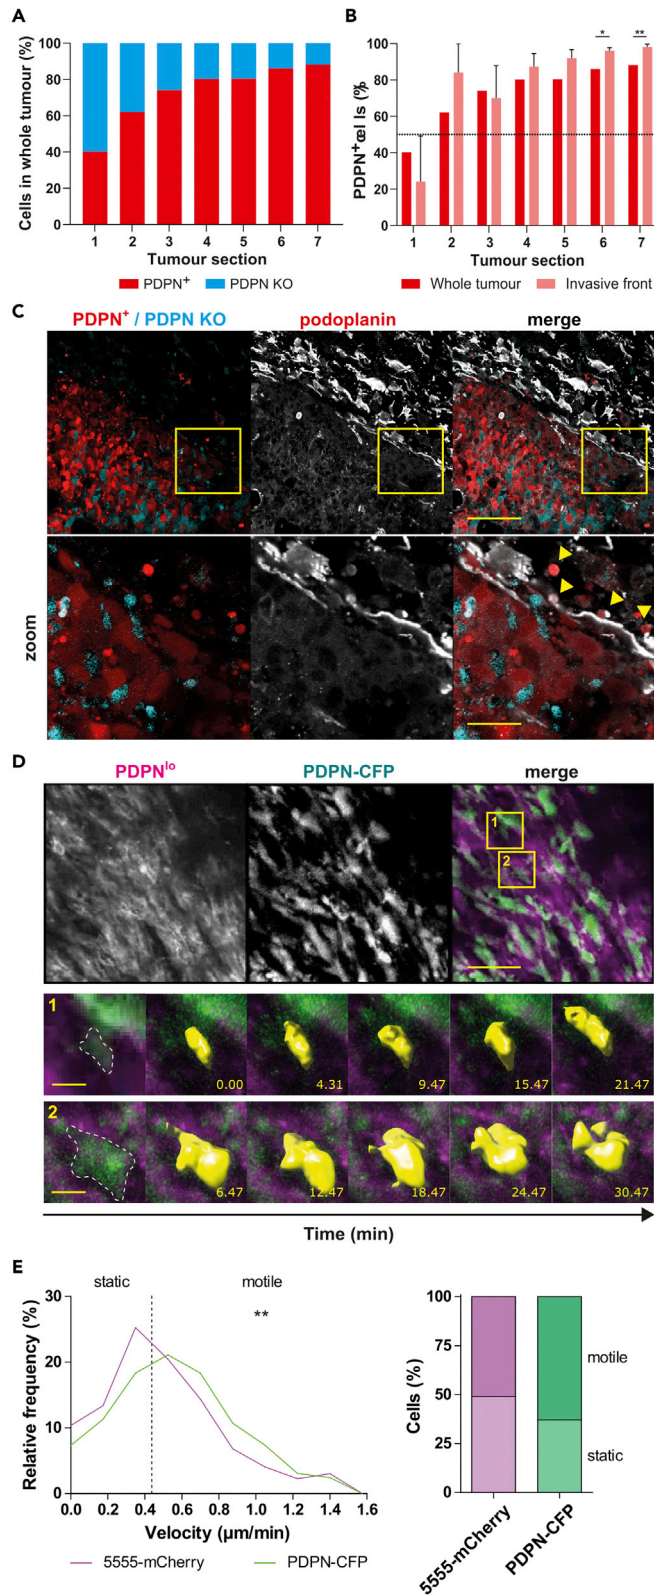 A
Cells in whole tumour (%)
100
80
60
40
20
0
1 2 3 4 5 6 7
Tumour section
PDPN⁺ PDPN KO
B
PDPN⁺œl ls (%
100
80
60
40
20
0
* **
1 2 3 4 5 6 7
Tumour section
Whole tumour Invasive front
C
PDPN⁺ / PDPN KO podoplanin merge
zoom
D
PDPNˡᵒ PDPN-CFP merge
1
2
1
0.00 4.31 9.47 15.47 21.47
2
6.47 12.47 18.47 24.47 30.47
Time (min)
E
static motile
**
Relative frequency (%)
30
20
10
0
0.0 0.2 0.4 0.6 0.8 1.0 1.2 1.4 1.6
Velocity (µm/min)
5555-mCherry PDPN-CFP
Cells (%)
100
75
50
25
0
motile
static
5555-mCherry
PDPN-CFP